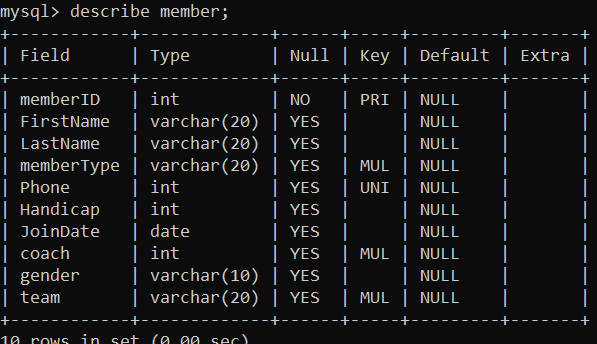 mysql> describe member;
+------------+-------------+------+-----+---------+-------+
| Field      | Type        | Null | Key | Default | Extra |
+------------+-------------+------+-----+---------+-------+
| memberID   | int         | NO   | PRI | NULL    |       |
| FirstName  | varchar(20) | YES  |     | NULL    |       |
| LastName   | varchar(20) | YES  |     | NULL    |       |
| memberType | varchar(20) | YES  | MUL | NULL    |       |
| Phone      | int         | YES  | UNI | NULL    |       |
| Handicap   | int         | YES  |     | NULL    |       |
| JoinDate   | date        | YES  |     | NULL    |       |
| coach      | int         | YES  | MUL | NULL    |       |
| gender     | varchar(10) | YES  |     | NULL    |       |
| team       | varchar(20) | YES  | MUL | NULL    |       |
+------------+-------------+------+-----+---------+-------+
10 rows in set (0.00 sec)